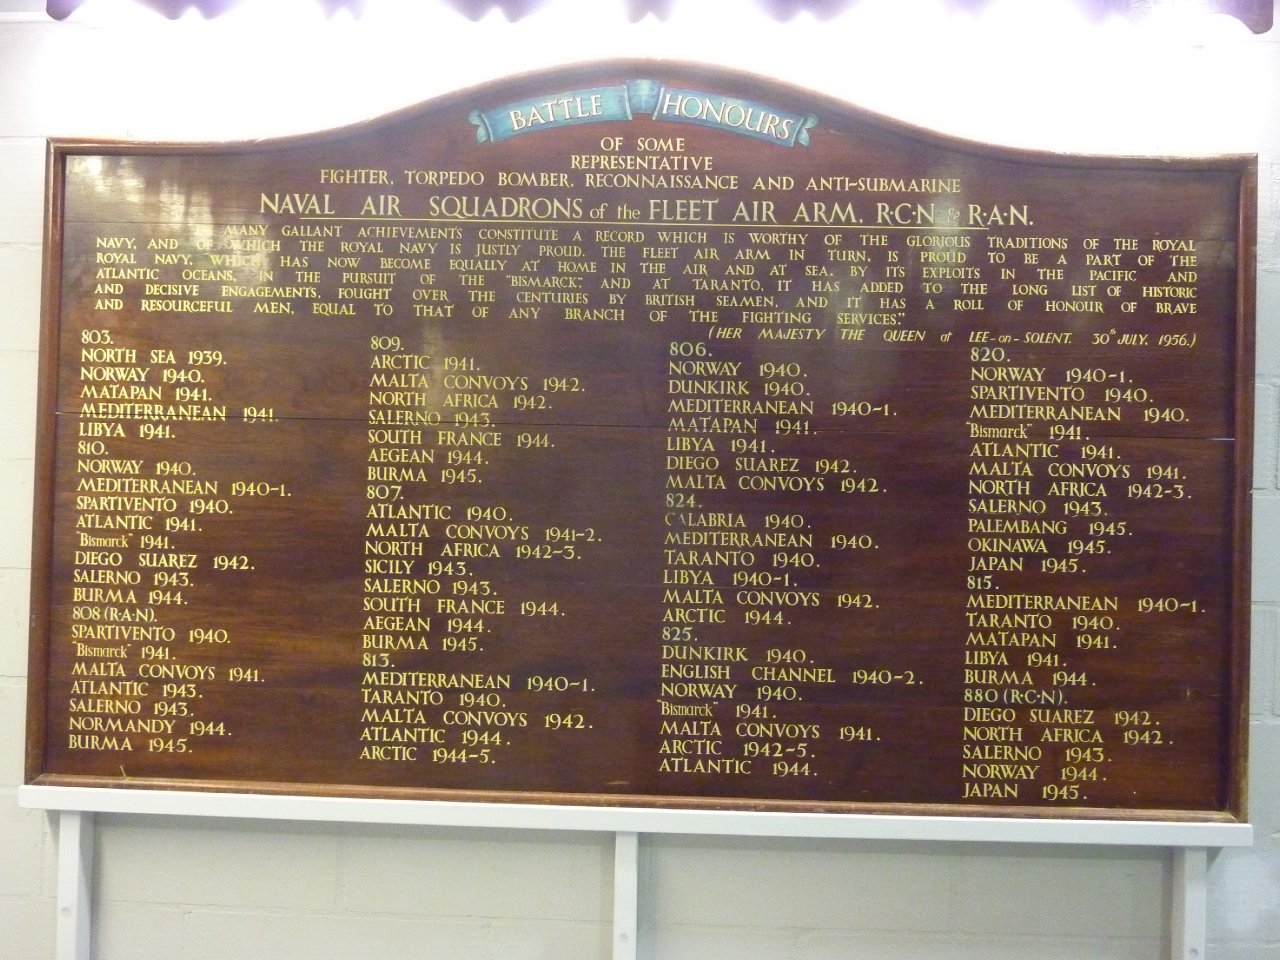 BATTLE HONOURS
OF SOME
REPRESENTATIVE
FIGHTER, TORPEDO BOMBER, RECONNAISSANCE AND ANTI-SUBMARINE
NAVAL AIR SQUADRONS of the FLEET AIR ARM, R·C·N & R·A·N.
MANY GALLANT ACHIEVEMENTS CONSTITUTE A RECORD WHICH IS WORTHY OF THE GLORIOUS TRADITIONS OF THE ROYAL
NAVY, AND OF WHICH THE ROYAL NAVY IS JUSTLY PROUD. THE FLEET AIR ARM IN TURN, IS PROUD TO BE A PART OF THE
ROYAL NAVY, WHICH HAS NOW BECOME EQUALLY AT HOME IN THE AIR AND AT SEA. BY ITS EXPLOITS IN THE PACIFIC AND
ATLANTIC OCEANS, IN THE PURSUIT OF THE "BISMARCK", AND AT TARANTO, IT HAS ADDED TO THE LONG LIST OF HISTORIC
AND DECISIVE ENGAGEMENTS, FOUGHT OVER THE CENTURIES BY BRITISH SEAMEN, AND IT HAS A ROLL OF HONOUR OF BRAVE
AND RESOURCEFUL MEN, EQUAL TO THAT OF ANY BRANCH OF THE FIGHTING SERVICES."
(HER MAJESTY THE QUEEN at LEE-on-SOLENT. 30th JULY. 1956.)
803.
NORTH SEA 1939.
NORWAY 1940.
MATAPAN 1941.
MEDITERRANEAN 1941.
LIBYA 1941.
810.
NORWAY 1940.
MEDITERRANEAN 1940-1.
SPARTIVENTO 1940.
ATLANTIC 1941.
"Bismarck" 1941.
DIEGO SUAREZ 1942.
SALERNO 1943.
BURMA 1944.
808 (R·A·N).
SPARTIVENTO 1940.
"Bismarck" 1941.
MALTA CONVOYS 1941.
ATLANTIC 1943.
SALERNO 1943.
NORMANDY 1944.
BURMA 1945.
809.
ARCTIC 1941.
MALTA CONVOYS 1942.
NORTH AFRICA 1942.
SALERNO 1943.
SOUTH FRANCE 1944.
AEGEAN 1944.
BURMA 1945.
807.
ATLANTIC 1940.
MALTA CONVOYS 1941-2.
NORTH AFRICA 1942-3.
SICILY 1943.
SALERNO 1943.
SOUTH FRANCE 1944.
AEGEAN 1944.
BURMA 1945.
813.
MEDITERRANEAN 1940-1.
TARANTO 1940.
MALTA CONVOYS 1942.
ATLANTIC 1944.
ARCTIC 1944-5.
806.
NORWAY 1940.
DUNKIRK 1940.
MEDITERRANEAN 1940-1.
MATAPAN 1941.
LIBYA 1941.
DIEGO SUAREZ 1942.
MALTA CONVOYS 1942.
824.
CALABRIA 1940.
MEDITERRANEAN 1940.
TARANTO 1940.
LIBYA 1940-1.
MALTA CONVOYS 1942.
ARCTIC 1944.
825.
DUNKIRK 1940.
ENGLISH CHANNEL 1940-2.
NORWAY 1940.
"Bismarck" 1941.
MALTA CONVOYS 1941.
ARCTIC 1942-5.
ATLANTIC 1944.
820.
NORWAY 1940-1.
SPARTIVENTO 1940.
MEDITERRANEAN 1940.
"Bismarck" 1941.
ATLANTIC 1941.
MALTA CONVOYS 1941.
NORTH AFRICA 1942-3.
SALERNO 1943.
PALEMBANG 1945.
OKINAWA 1945.
JAPAN 1945.
815.
MEDITERRANEAN 1940-1.
TARANTO 1940.
MATAPAN 1941.
LIBYA 1941.
BURMA 1944.
880 (R·C·N).
DIEGO SUAREZ 1942.
NORTH AFRICA 1942.
SALERNO 1943.
NORWAY 1944.
JAPAN 1945.